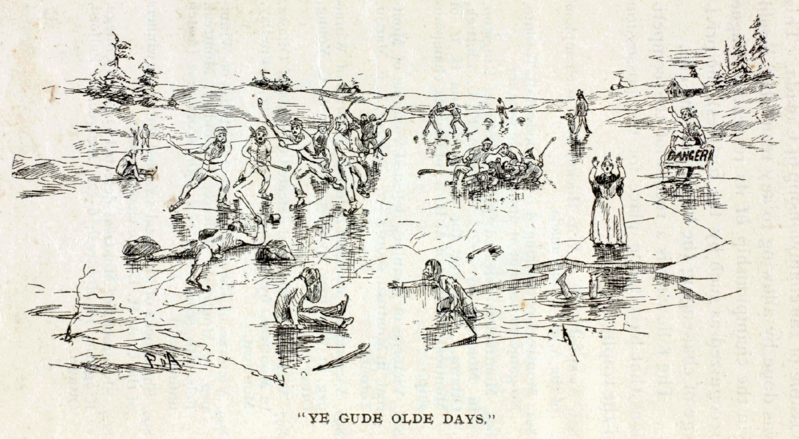 DANGER!
P.D'A.
"YE GUDE OLDE DAYS."